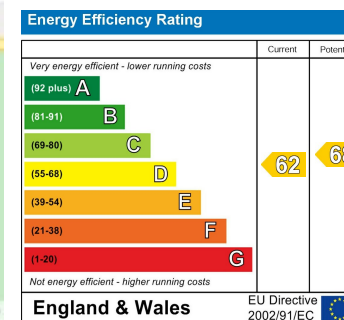 Energy Efficiency Rating
Current
Very energy efficient - lower running costs
(92 plus) A
(81-91) B
(69-80) C
(55-68) D
62
(39-54) E
(21-38) F
(1-20) G
Not energy efficient - higher running costs
England & Wales
EU Directive
2002/91/EC